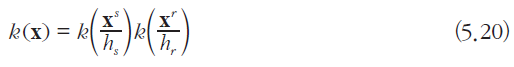 k(x) = k(x^s / h_s) k(x^r / h_r) (5.20)